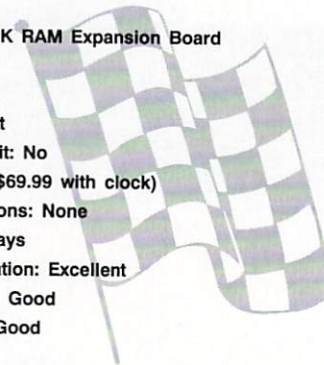 K RAM Expansion Board
t
it: No
$69.99 with clock)
ons: None
ays
tion: Excellent
Good
Good